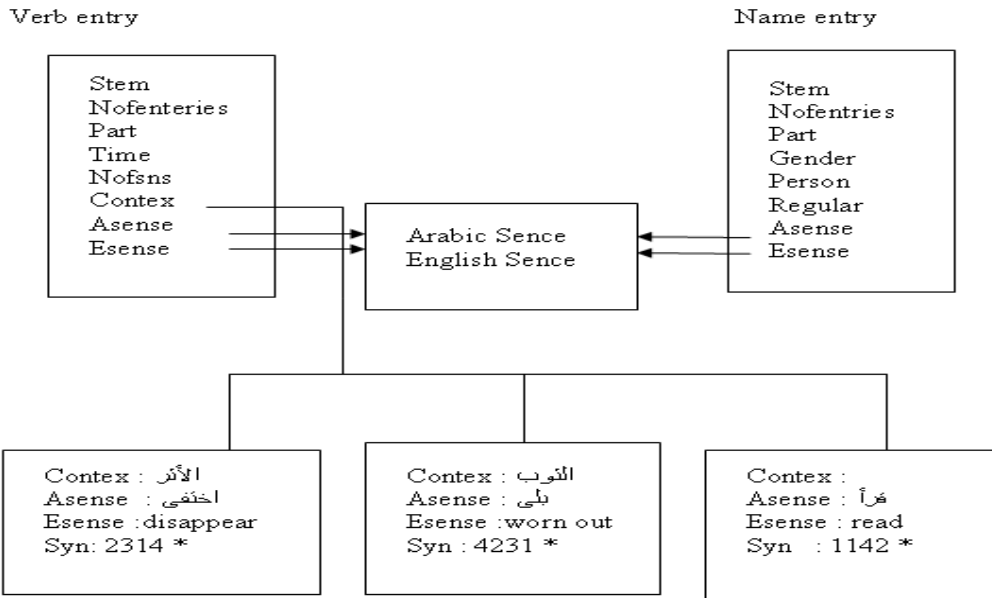 Verb entry
Name entry
Stem
Nofenteries
Part
Time
Nofsns
Contex
Asense
Esense
Arabic Sence
English Sence
Stem
Nofentries
Part
Gender
Person
Regular
Asense
Esense
Contex : الأثر
Asense : اختفى
Esense :disappear
Syn: 2314 *
Contex : الثوب
Asense : بلى
Esense :worn out
Syn : 4231 *
Contex :
Asense : قرأ
Esense : read
Syn : 1142 *